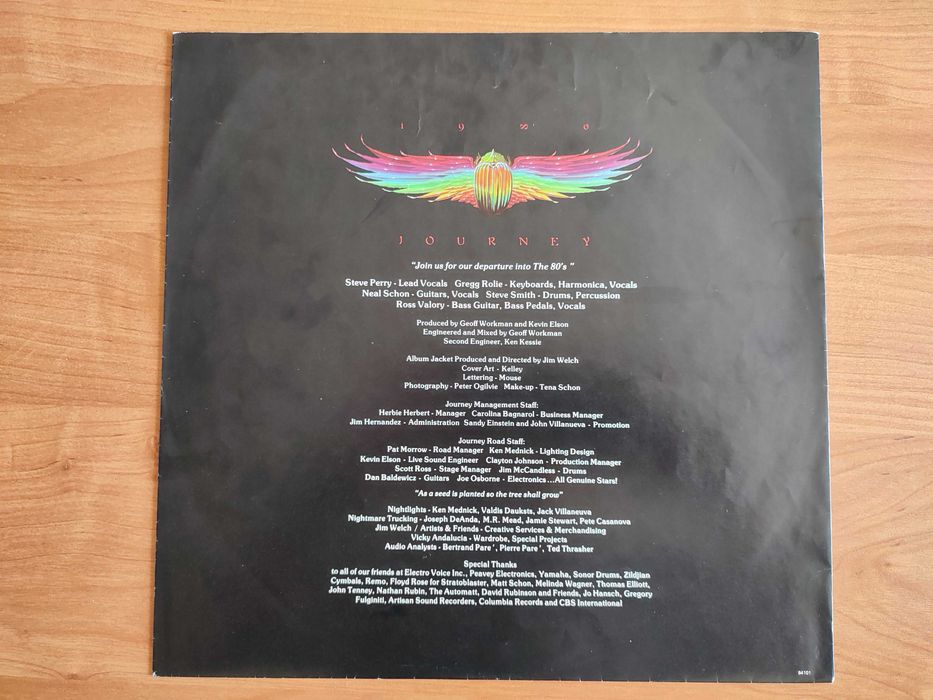 1980
JOURNEY
"Join us for our departure into The 80's "
Steve Perry - Lead Vocals Gregg Rolie - Keyboards, Harmonica, Vocals
Neal Schon - Guitars, Vocals Steve Smith - Drums, Percussion
Ross Valory - Bass Guitar, Bass Pedals, Vocals
Produced by Geoff Workman and Kevin Elson
Engineered and Mixed by Geoff Workman
Second Engineer, Ken Kessie
Album Jacket Produced and Directed by Jim Welch
Cover Art - Kelley
Lettering - Mouse
Photography - Peter Ogilvie Make-up - Tena Schon
Journey Management Staff:
Herbie Herbert - Manager Carolina Bagnarol - Business Manager
Jim Hernandez - Administration Sandy Einstein and John Villanueva - Promotion
Journey Road Staff:
Pat Morrow - Road Manager Ken Mednick - Lighting Design
Kevin Elson - Live Sound Engineer Clayton Johnson - Production Manager
Scott Ross - Stage Manager Jim McCandless - Drums
Dan Baldewicz - Guitars Joe Osborne - Electronics...All Genuine Stars!
"As a seed is planted so the tree shall grow"
Nightlights - Ken Mednick, Valdis Dauksts, Jack Villaneuva
Nightmare Trucking - Joseph DeAnda, M.R. Mead, Jamie Stewart, Pete Casanova
Jim Welch / Artists & Friends - Creative Services & Merchandising
Vicky Andalucia - Wardrobe, Special Projects
Audio Analysts - Bertrand Pare', Pierre Pare', Ted Thrasher
Special Thanks
to all of our friends at Electro Voice Inc., Peavey Electronics, Yamaha, Sonor Drums, Zildjian
Cymbals, Remo, Floyd Rose for Stratoblaster, Matt Schon, Melinda Wagner, Thomas Elliott,
John Tenney, Nathan Rubin, The Automatt, David Rubinson and Friends, Jo Hansch, Gregory
Fulginiti, Artisan Sound Recorders, Columbia Records and CBS International
84101